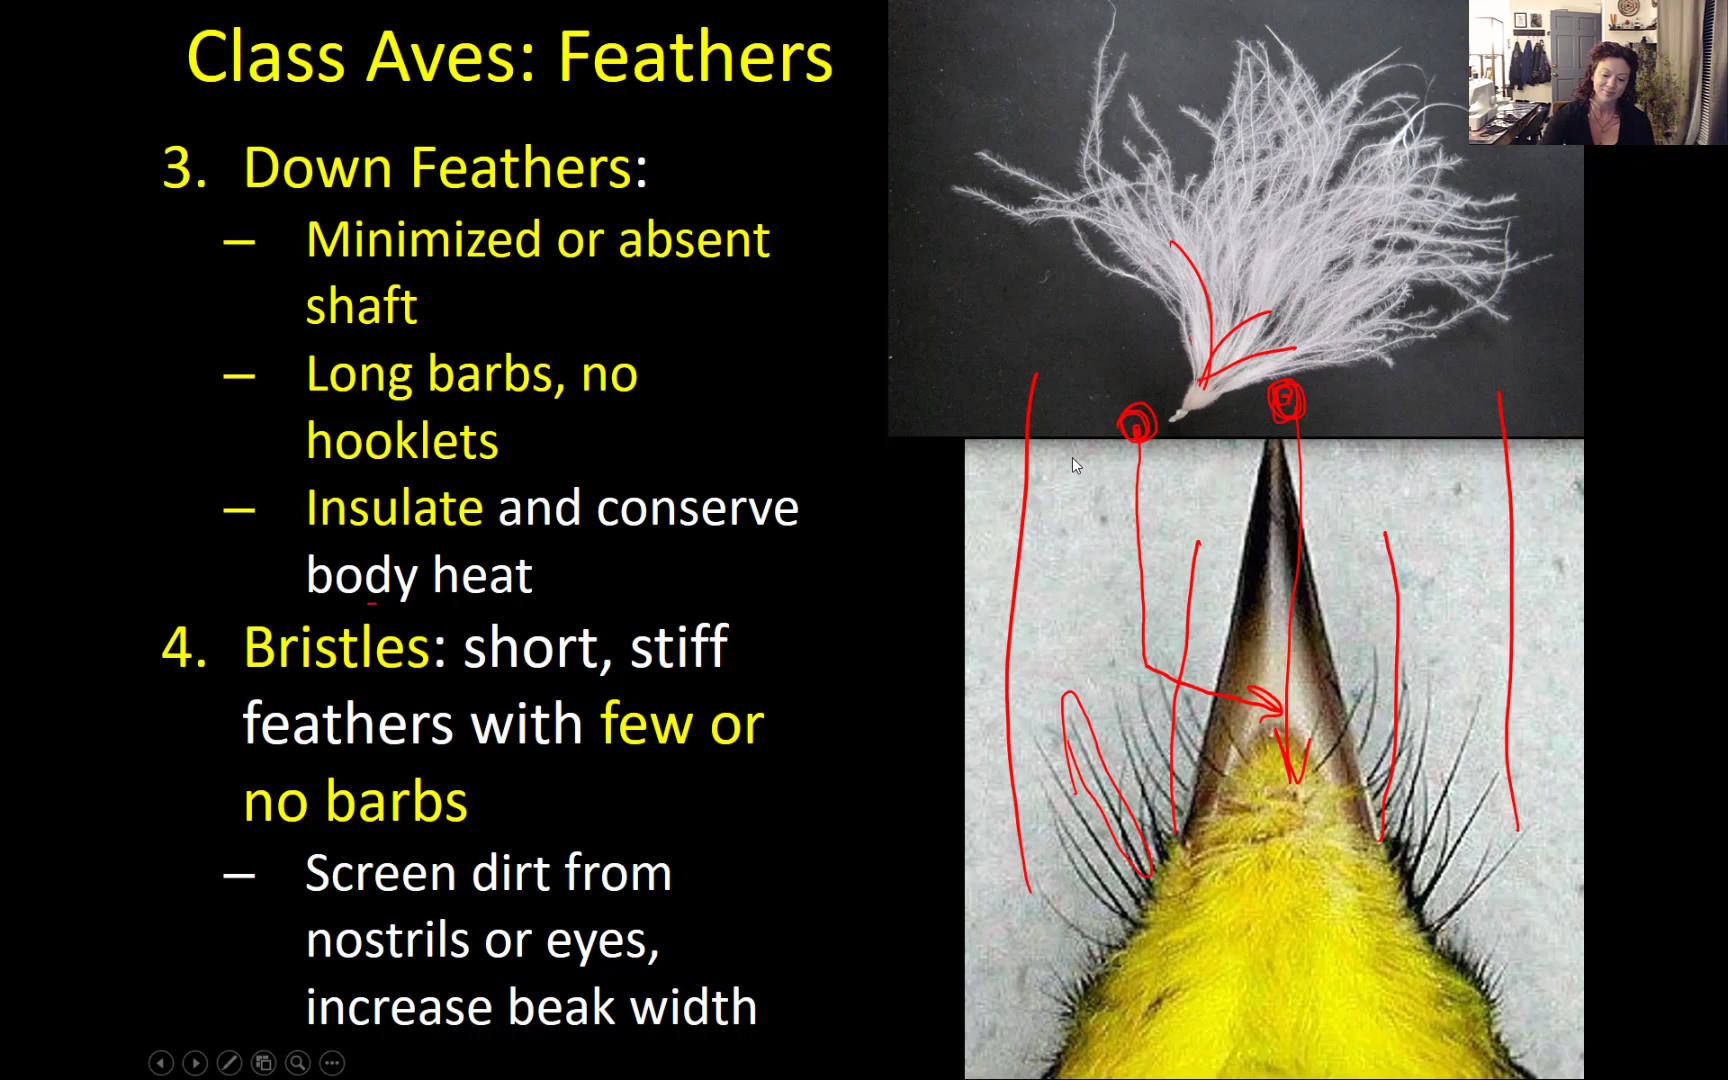 Class Aves: Feathers
3. Down Feathers:
– Minimized or absent
shaft
– Long barbs, no
hooklets
– Insulate and conserve
body heat
4. Bristles: short, stiff
feathers with few or
no barbs
– Screen dirt from
nostrils or eyes,
increase beak width